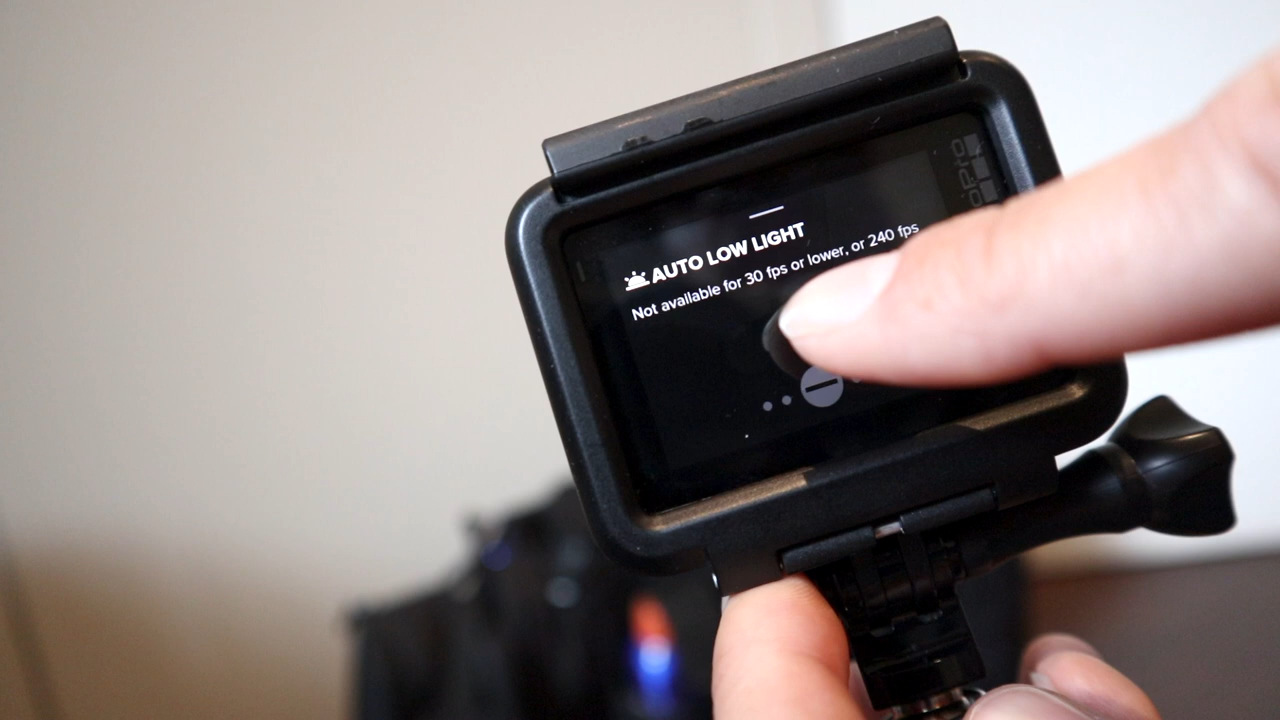 AUTO LOW LIGHT
Not available for 30 fps or lower, or 240 fps